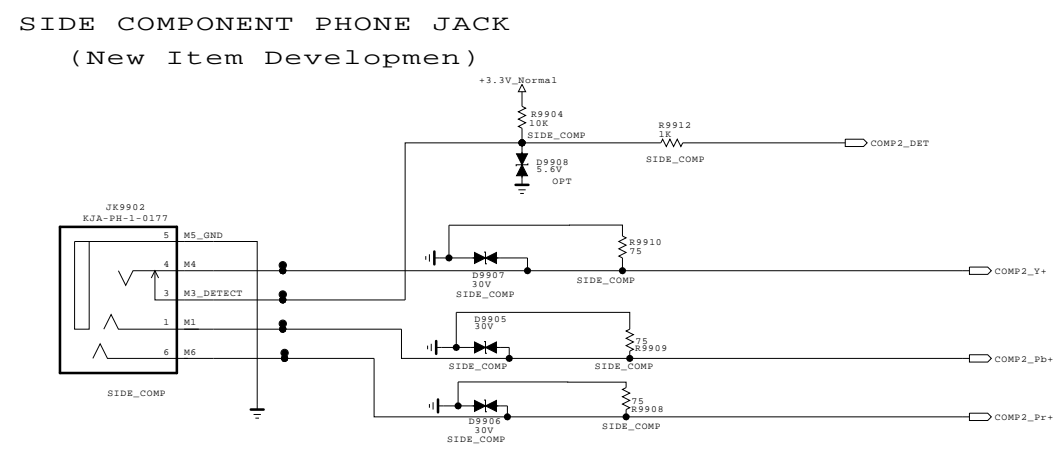 SIDE COMPONENT PHONE JACK
(New Item Developmen)
+3.3V_Normal
R9904
10K
SIDE_COMP
R9912
1K
SIDE_COMP
COMP2_DET
D9908
5.6V
OPT
JK9902
KJA-PH-1-0177
5 M5_GND
4 M4
3 M3_DETECT
1 M1
6 M6
SIDE_COMP
R9910
75
SIDE_COMP
D9907
30V
SIDE_COMP
COMP2_Y+
D9905
30V
SIDE_COMP
75
R9909
SIDE_COMP
COMP2_Pb+
D9906
30V
SIDE_COMP
75
R9908
SIDE_COMP
COMP2_Pr+